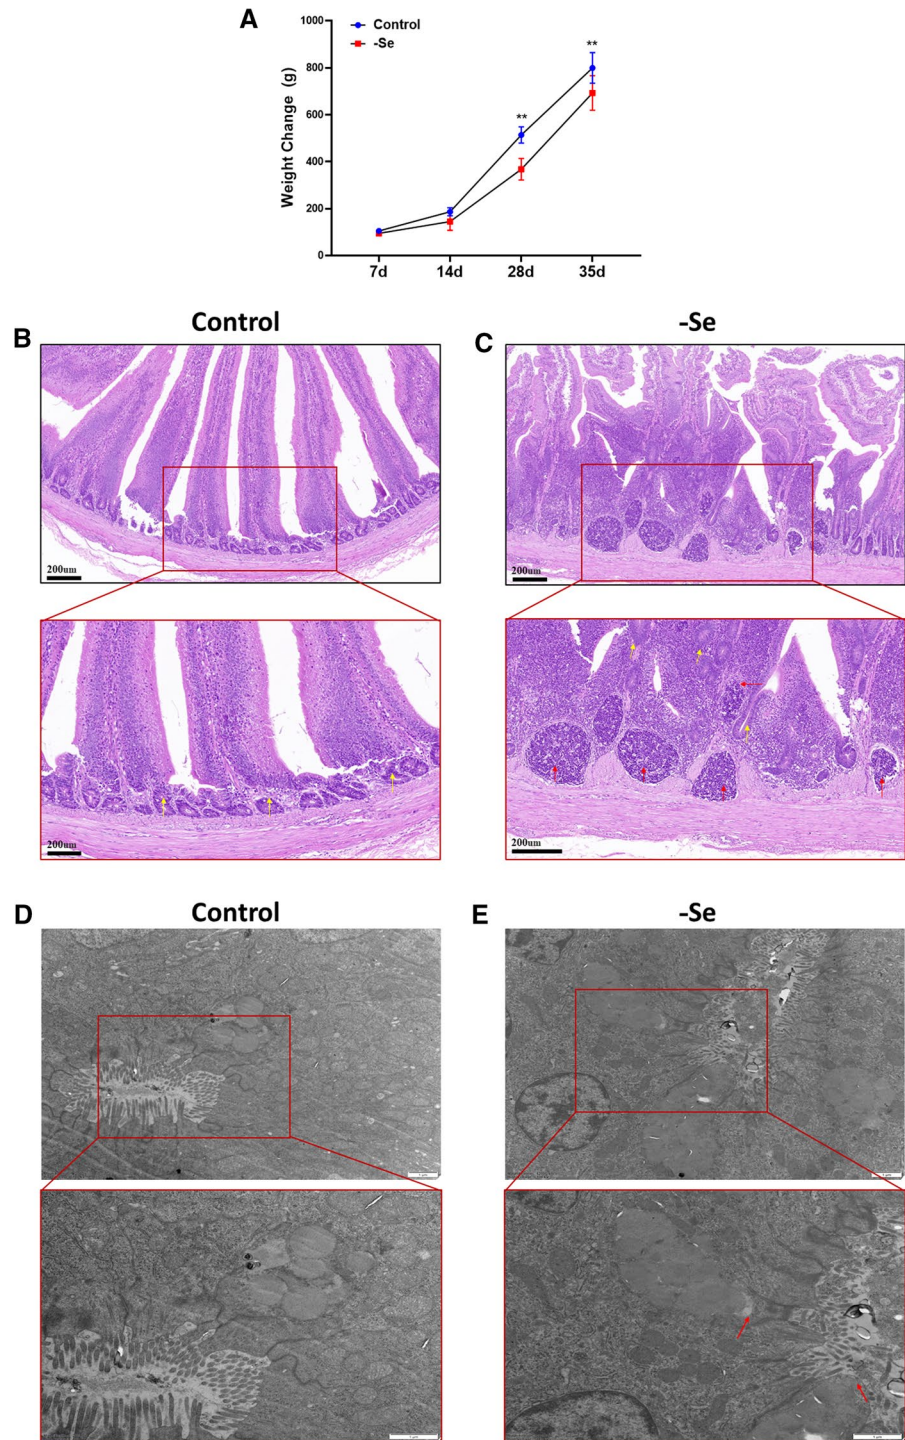 A
1000
800
600
400
200
0
Weight Change (g)
Control
-Se
**
**
7d
14d
28d
35d
B
Control
C
-Se
200um
200um
200um
200um
D
Control
E
-Se